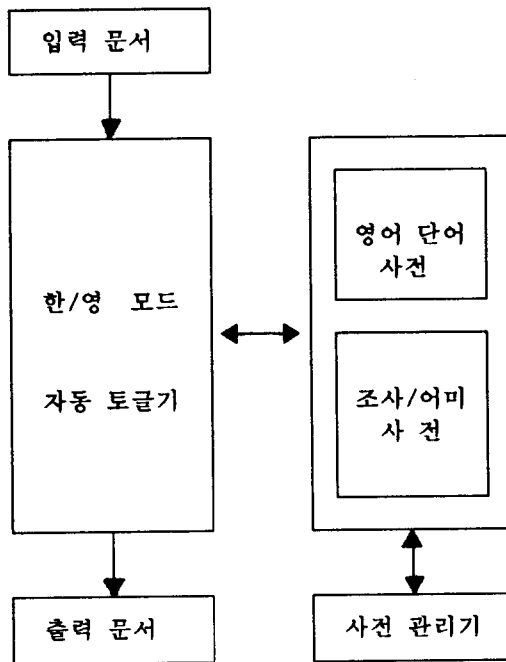 입력 문서
한/영 모드
자동 토글기
영어 단어
사전
조사/어미
사 전
출력 문서
사전 관리기